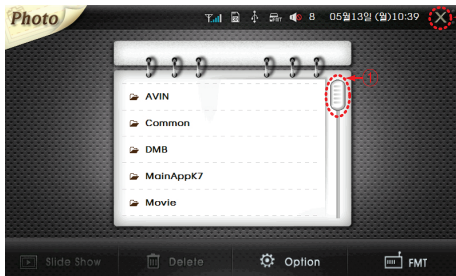 Photo 8 05월13일 (월)10:39
1
AVIN
Common
DMB
MainAppK7
Movie
Slide Show Delete Option FMT